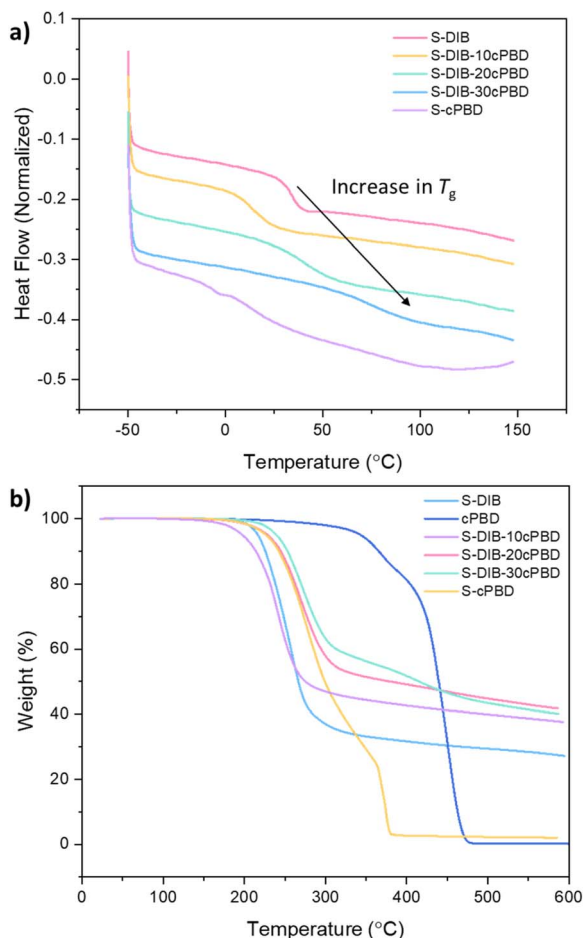 a)
0.1
0.0
-0.1
-0.2
-0.3
-0.4
-0.5
Heat Flow (Normalized)
S-DIB
S-DIB-10cPBD
S-DIB-20cPBD
S-DIB-30cPBD
S-cPBD
Increase in Tg
-50
0
50
100
150
Temperature (°C)
b)
100
80
60
40
20
0
Weight (%)
S-DIB
cPBD
S-DIB-10cPBD
S-DIB-20cPBD
S-DIB-30cPBD
S-cPBD
0
100
200
300
400
500
600
Temperature (°C)